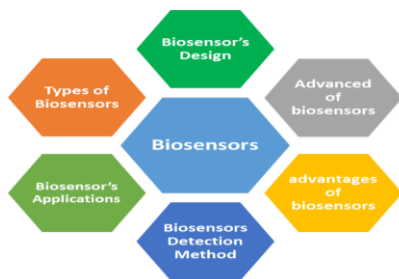 Biosensor's
Design
Types of
Biosensors
Advanced
of
biosensors
Biosensors
Biosensor's
Applications
advantages
of
biosensors
Biosensors
Detection
Method